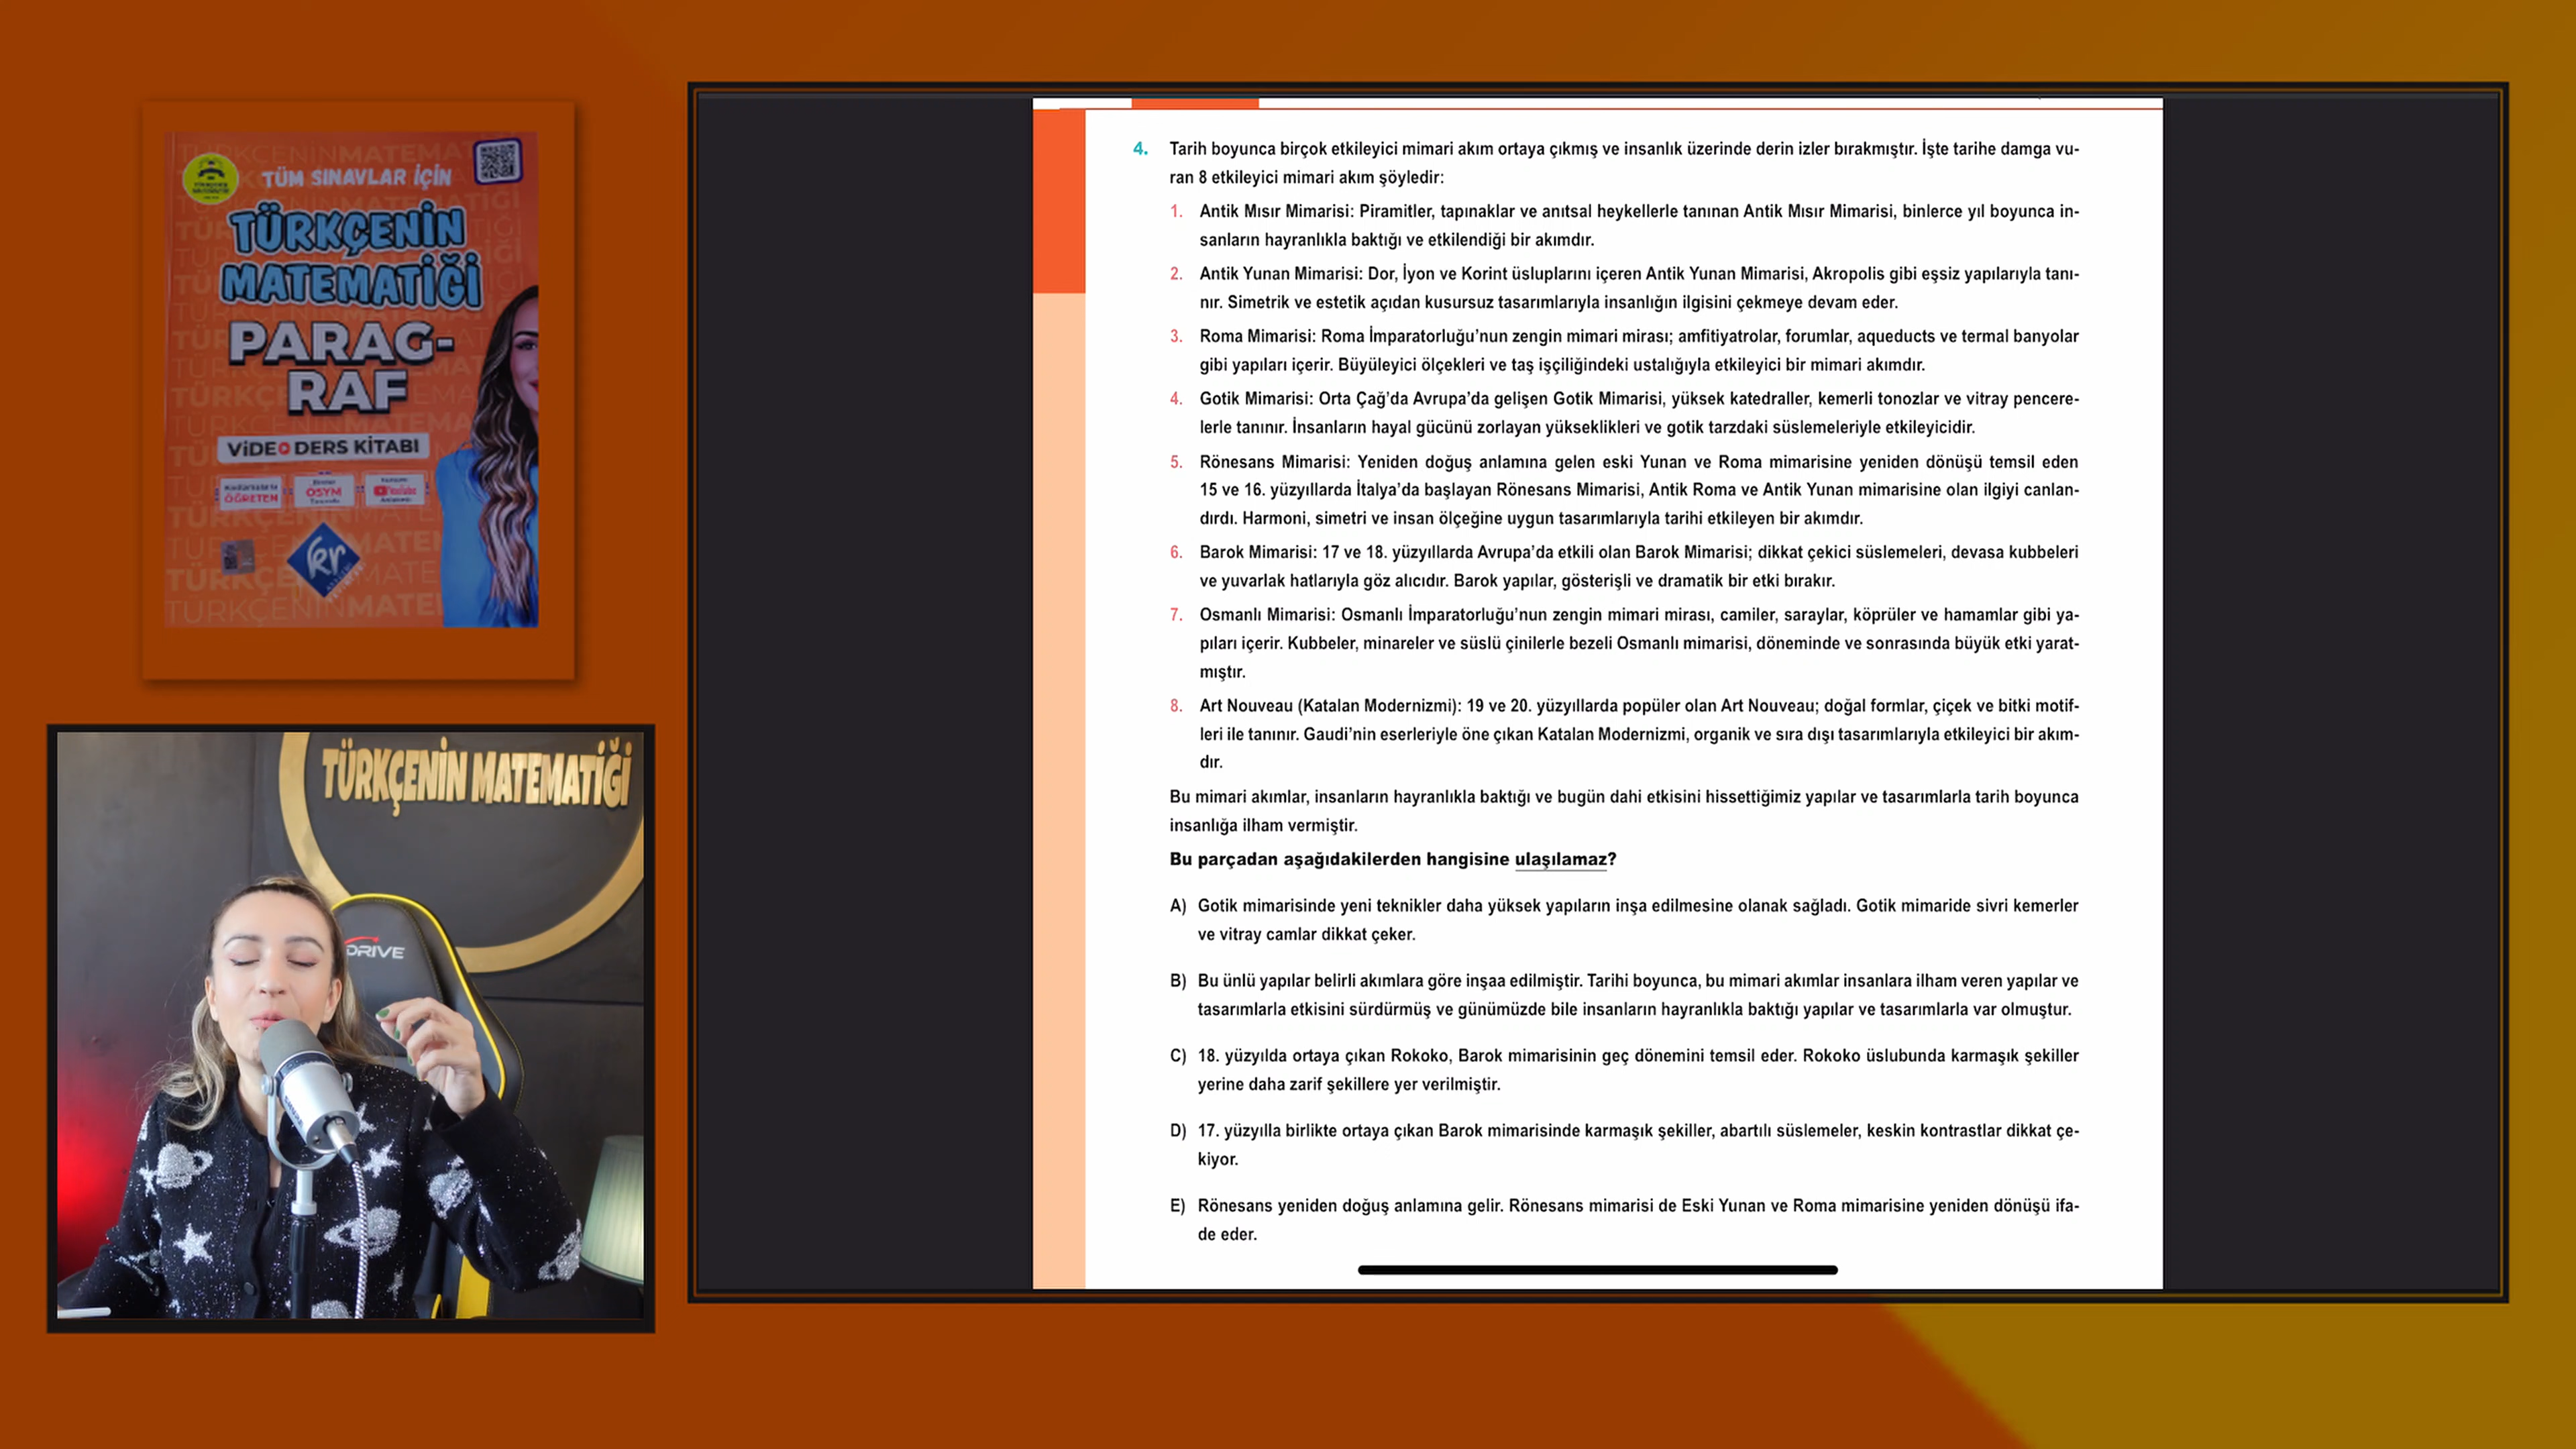 TÜM SINAVLAR İÇİN
TÜRKÇENİN
MATEMATİĞİ
PARAG-
RAF
VİDEO DERS KİTABI
ÖĞRETEN
ÖSYM
YouTube
kr
TÜRKÇENİN MATEMATİĞİ
DRIVE
4. Tarih boyunca birçok etkileyici mimari akım ortaya çıkmış ve insanlık üzerinde derin izler bırakmıştır. İşte tarihe damga vu-
ran 8 etkileyici mimari akım şöyledir:
1. Antik Mısır Mimarisi: Piramitler, tapınaklar ve anıtsal heykellerle tanınan Antik Mısır Mimarisi, binlerce yıl boyunca in-
sanların hayranlıkla baktığı ve etkilendiği bir akımdır.
2. Antik Yunan Mimarisi: Dor, İyon ve Korint üsluplarını içeren Antik Yunan Mimarisi, Akropolis gibi eşsiz yapılarıyla tanı-
nır. Simetrik ve estetik açıdan kusursuz tasarımlarıyla insanlığın ilgisini çekmeye devam eder.
3. Roma Mimarisi: Roma İmparatorluğu'nun zengin mimari mirası; amfitiyatrolar, forumlar, aqueducts ve termal banyolar
gibi yapıları içerir. Büyüleyici ölçekleri ve taş işçiliğindeki ustalığıyla etkileyici bir mimari akımdır.
4. Gotik Mimarisi: Orta Çağ'da Avrupa'da gelişen Gotik Mimarisi, yüksek katedraller, kemerli tonozlar ve vitray pencere-
lerle tanınır. İnsanların hayal gücünü zorlayan yükseklikleri ve gotik tarzdaki süslemeleriyle etkileyicidir.
5. Rönesans Mimarisi: Yeniden doğuş anlamına gelen eski Yunan ve Roma mimarisine yeniden dönüşü temsil eden
15 ve 16. yüzyıllarda İtalya'da başlayan Rönesans Mimarisi, Antik Roma ve Antik Yunan mimarisine olan ilgiyi canlan-
dırdı. Harmoni, simetri ve insan ölçeğine uygun tasarımlarıyla tarihi etkileyen bir akımdır.
6. Barok Mimarisi: 17 ve 18. yüzyıllarda Avrupa'da etkili olan Barok Mimarisi; dikkat çekici süslemeleri, devasa kubbeleri
ve yuvarlak hatlarıyla göz alıcıdır. Barok yapılar, gösterişli ve dramatik bir etki bırakır.
7. Osmanlı Mimarisi: Osmanlı İmparatorluğu'nun zengin mimari mirası, camiler, saraylar, köprüler ve hamamlar gibi ya-
pıları içerir. Kubbeler, minareler ve süslü çinilerle bezeli Osmanlı mimarisi, döneminde ve sonrasında büyük etki yarat-
mıştır.
8. Art Nouveau (Katalan Modernizmi): 19 ve 20. yüzyıllarda popüler olan Art Nouveau; doğal formlar, çiçek ve bitki motif-
leri ile tanınır. Gaudi'nin eserleriyle öne çıkan Katalan Modernizmi, organik ve sıra dışı tasarımlarıyla etkileyici bir akım-
dır.
Bu mimari akımlar, insanların hayranlıkla baktığı ve bugün dahi etkisini hissettiğimiz yapılar ve tasarımlarla tarih boyunca
insanlığa ilham vermiştir.
Bu parçadan aşağıdakilerden hangisine ulaşılamaz?
A) Gotik mimarisinde yeni teknikler daha yüksek yapıların inşa edilmesine olanak sağladı. Gotik mimaride sivri kemerler
ve vitray camlar dikkat çeker.
B) Bu ünlü yapılar belirli akımlara göre inşaa edilmiştir. Tarihi boyunca, bu mimari akımlar insanlara ilham veren yapılar ve
tasarımlarla etkisini sürdürmüş ve günümüzde bile insanların hayranlıkla baktığı yapılar ve tasarımlarla var olmuştur.
C) 18. yüzyılda ortaya çıkan Rokoko, Barok mimarisinin geç dönemini temsil eder. Rokoko üslubunda karmaşık şekiller
yerine daha zarif şekillere yer verilmiştir.
D) 17. yüzyılla birlikte ortaya çıkan Barok mimarisinde karmaşık şekiller, abartılı süslemeler, keskin kontrastlar dikkat çe-
kiyor.
E) Rönesans yeniden doğuş anlamına gelir. Rönesans mimarisi de Eski Yunan ve Roma mimarisine yeniden dönüşü ifa-
de eder.